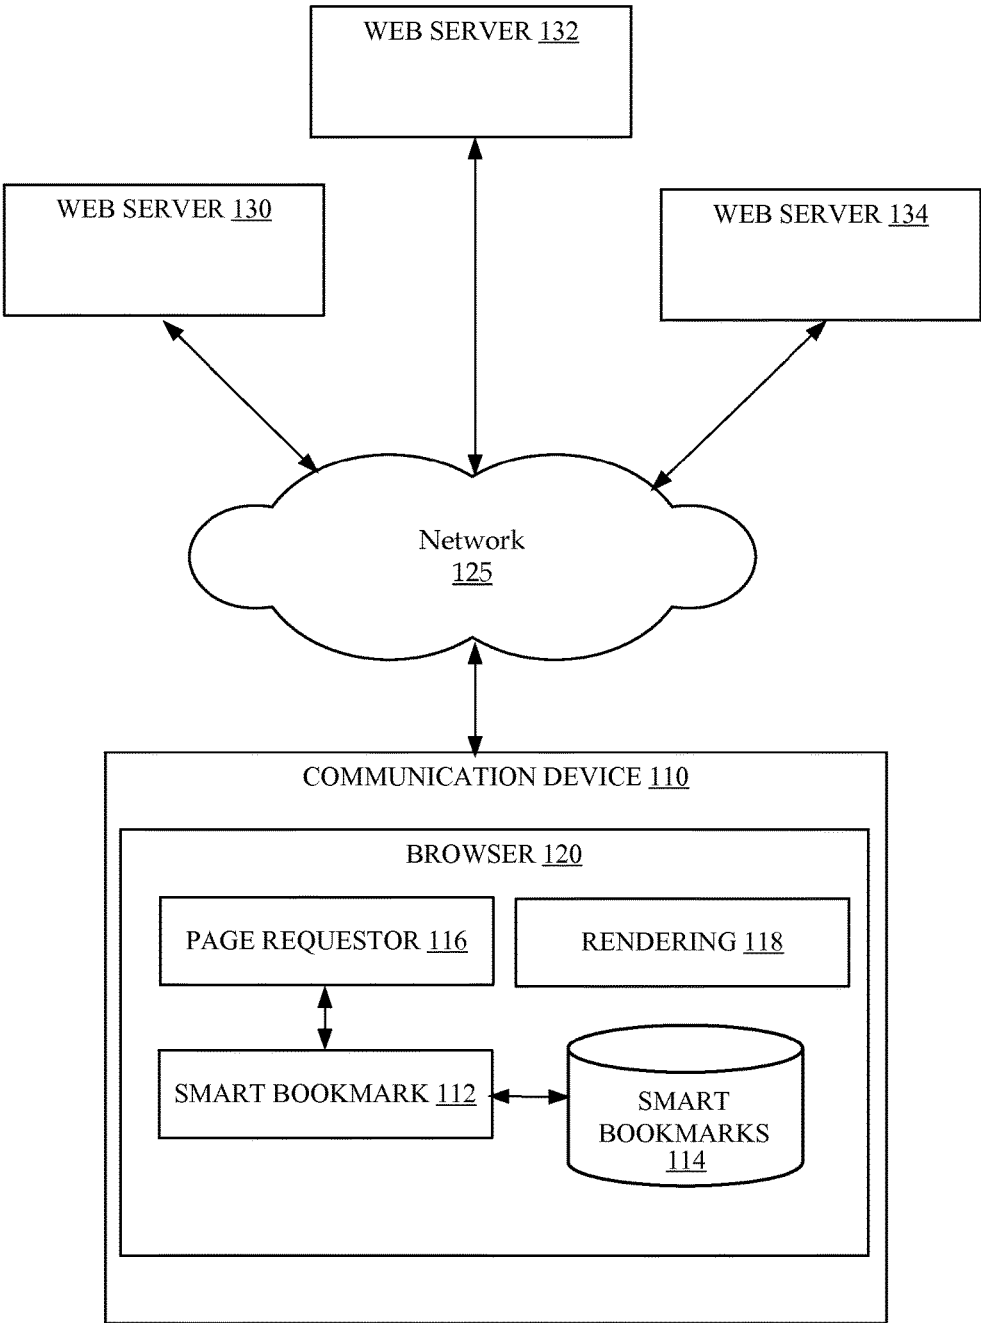 WEB SERVER 132
WEB SERVER 130
WEB SERVER 134
Network
125
COMMUNICATION DEVICE 110
BROWSER 120
PAGE REQUESTOR 116
RENDERING 118
SMART BOOKMARK 112
SMART
BOOKMARKS
114